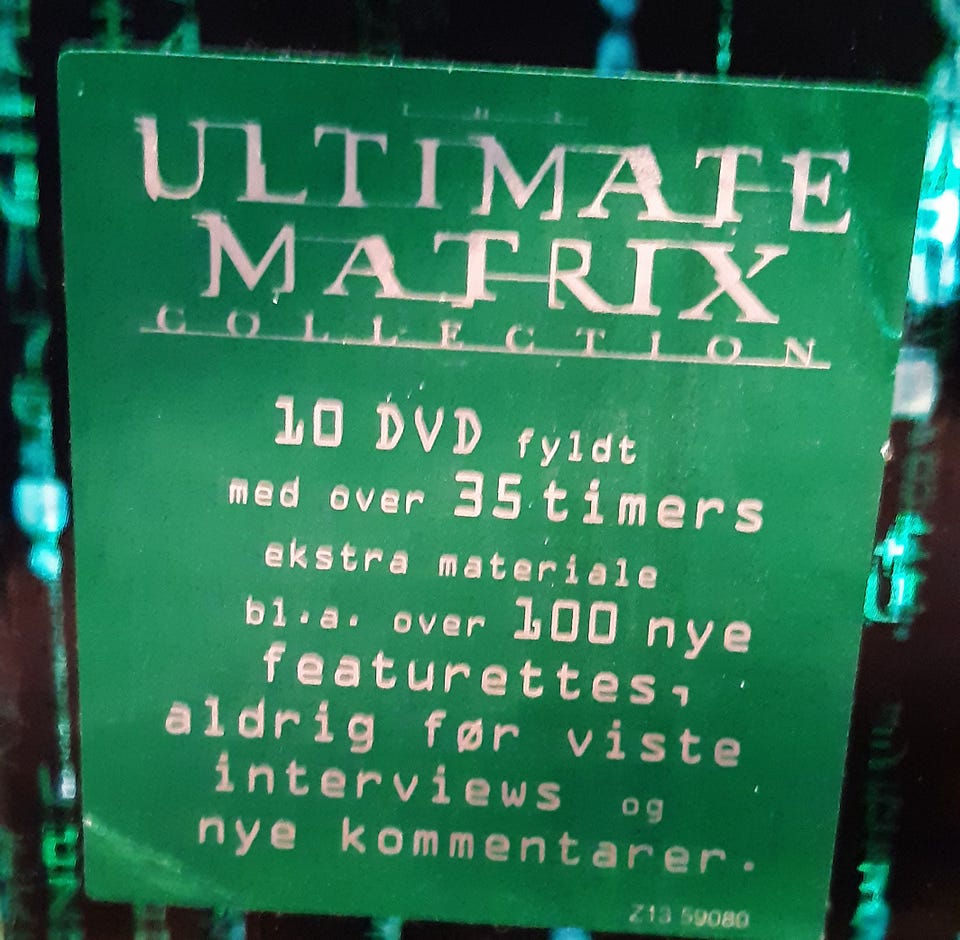 THE
ULTIMATE
MATRIX
COLLECTION
10 DVD fyldt
med over 35 timers
ekstra materiale
bl.a. over 100 nye
featurettes,
aldrig før viste
interviews og
nye kommentarer.
Z13 59080